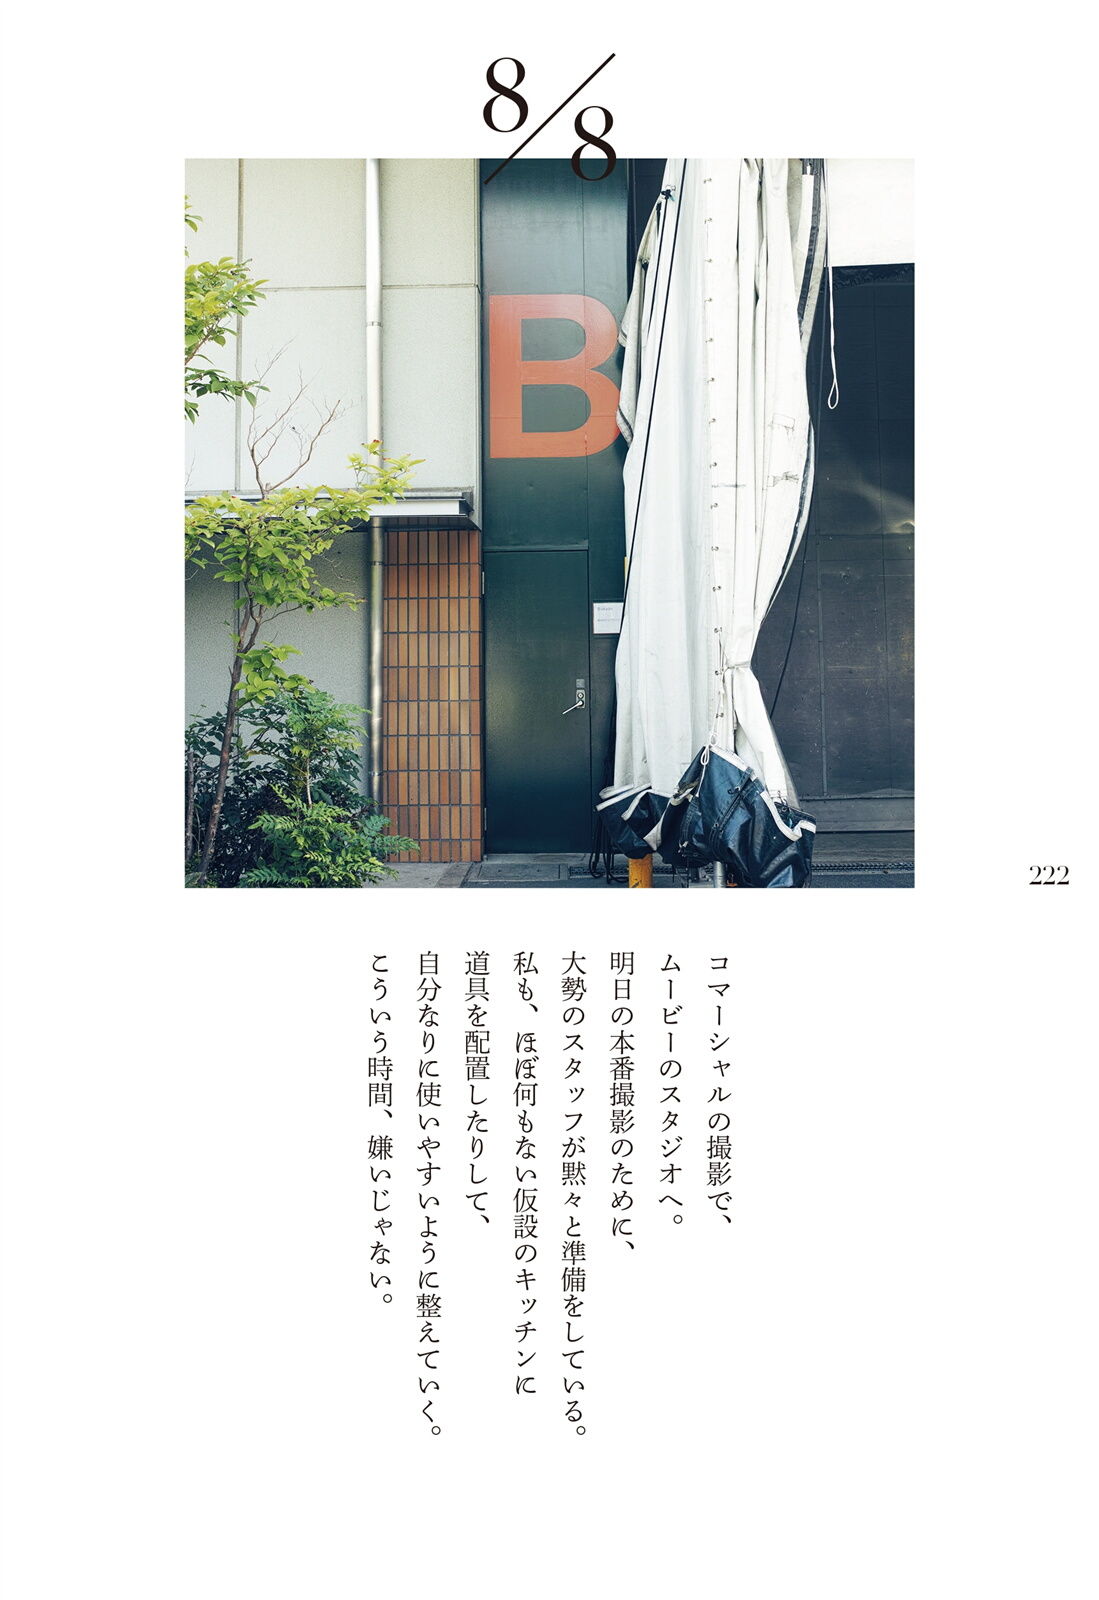 8/8
B
コマーシャルの撮影で、
ムービーのスタジオへ。
明日の本番撮影のために、
大勢のスタッフが黙々と準備をしている。
私も、ほぼ何もない仮設のキッチンに
道具を配置したりして、
自分なりに使いやすいように整えていく。
こういう時間、嫌いじゃない。
222